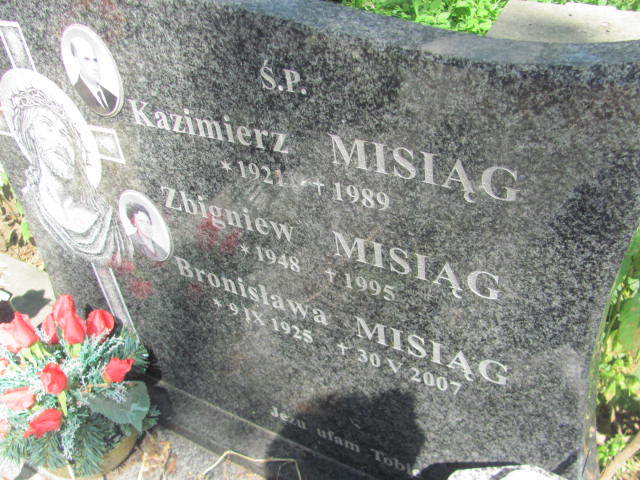 Ś.P.
Kazimierz MISIĄG
* 1921 + 1989
Zbigniew MISIĄG
* 1948 + 1995
Bronisława MISIĄG
* 9 IX 1925 + 30 V 2007
Jezu ufam Tobie